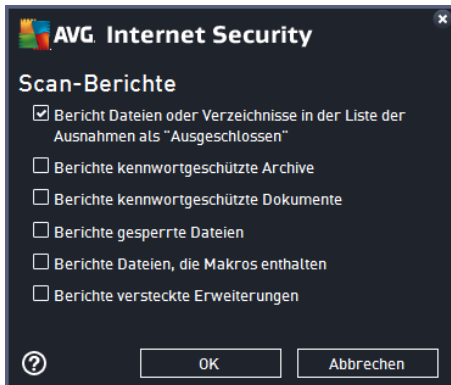 AVG. Internet Security
Scan-Berichte
Bericht Dateien oder Verzeichnisse in der Liste der
Ausnahmen als "Ausgeschlossen"
Berichte kennwortgeschützte Archive
Berichte kennwortgeschützte Dokumente
Berichte gesperrte Dateien
Berichte Dateien, die Makros enthalten
Berichte versteckte Erweiterungen
?
OK Abbrechen